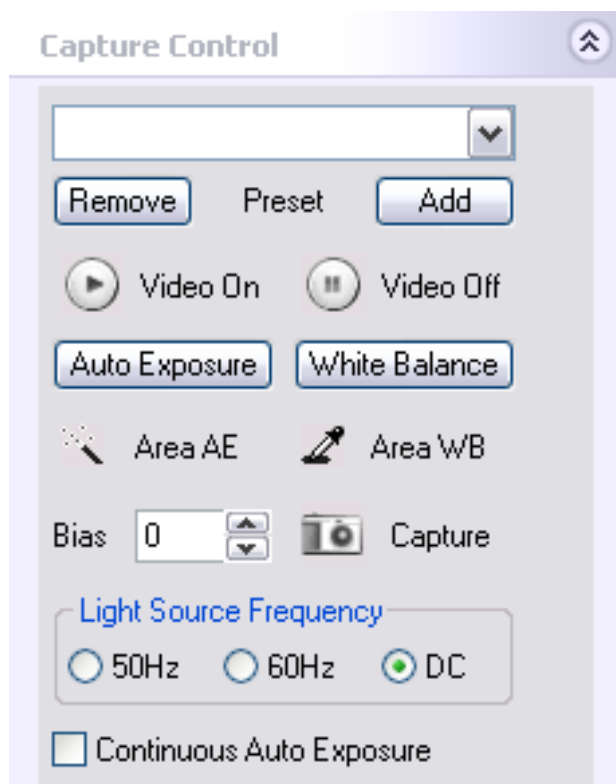 Capture Control
Remove Preset Add
Video On Video Off
Auto Exposure White Balance
Area AE Area WB
Bias 0 Capture
Light Source Frequency
50Hz 60Hz DC
Continuous Auto Exposure